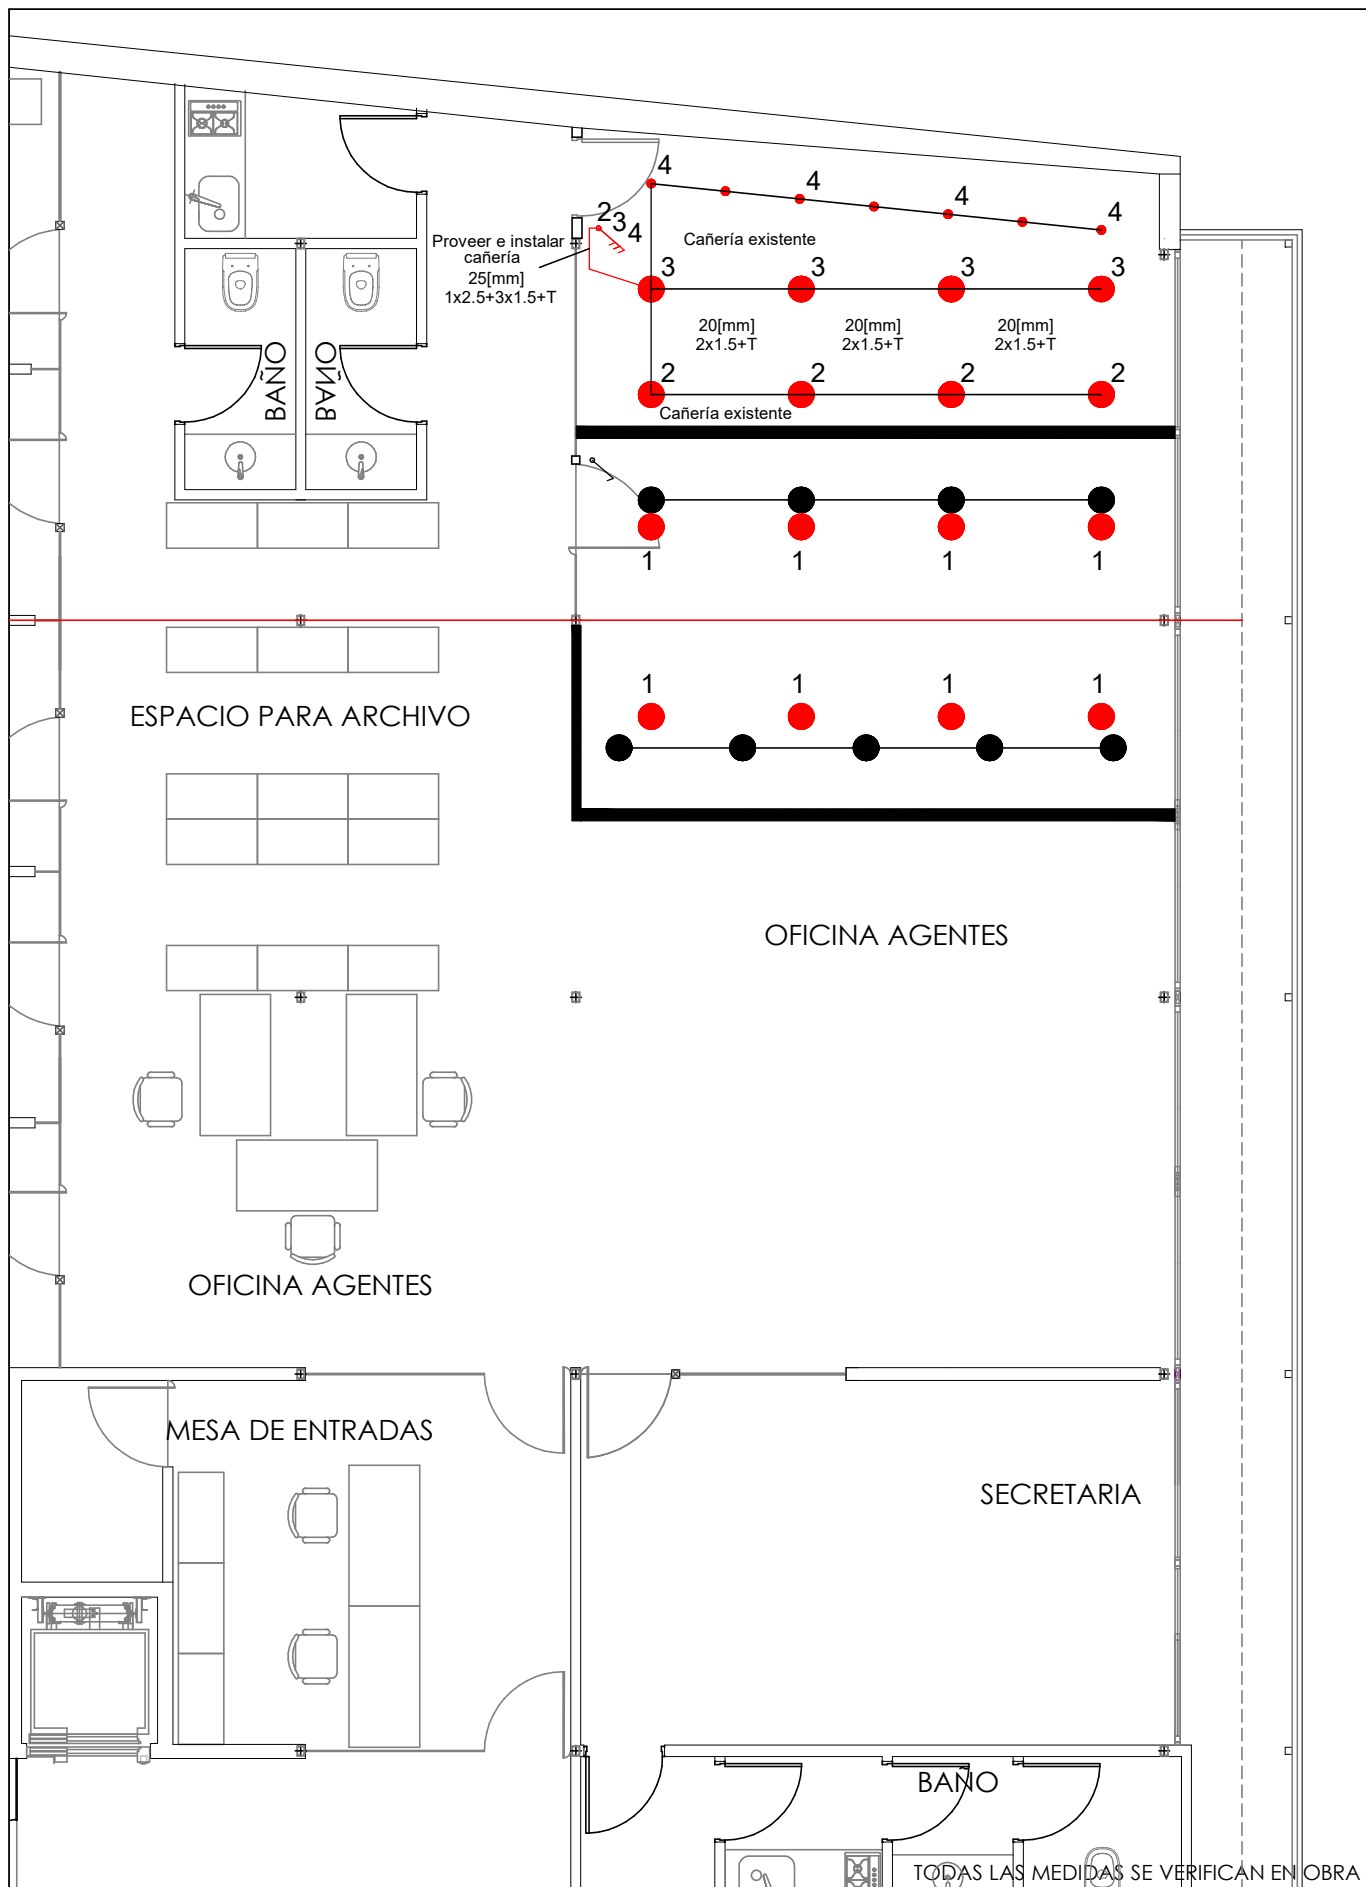 4
4
4
4
2
3
4
Proveer e instalar
cañería
25[mm]
1x2.5+3x1.5+T
Cañería existente
3
3
3
3
20[mm]
2x1.5+T
20[mm]
2x1.5+T
20[mm]
2x1.5+T
2
2
2
2
Cañería existente
BAÑO
BAÑO
1
1
1
1
1
1
1
1
ESPACIO PARA ARCHIVO
OFICINA AGENTES
OFICINA AGENTES
MESA DE ENTRADAS
SECRETARIA
BAÑO
TODAS LAS MEDIDAS SE VERIFICAN EN OBRA